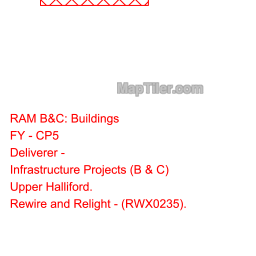 MapTiler.com
RAM B&C: Buildings
FY - CP5
Deliverer -
Infrastructure Projects (B & C)
Upper Halliford.
Rewire and Relight - (RWX0235).